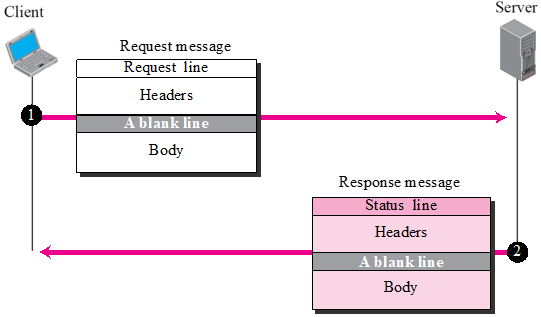 Client
Server
Request message
Request line
Headers
1
A blank line
Body
Response message
Status line
Headers
2
A blank line
Body